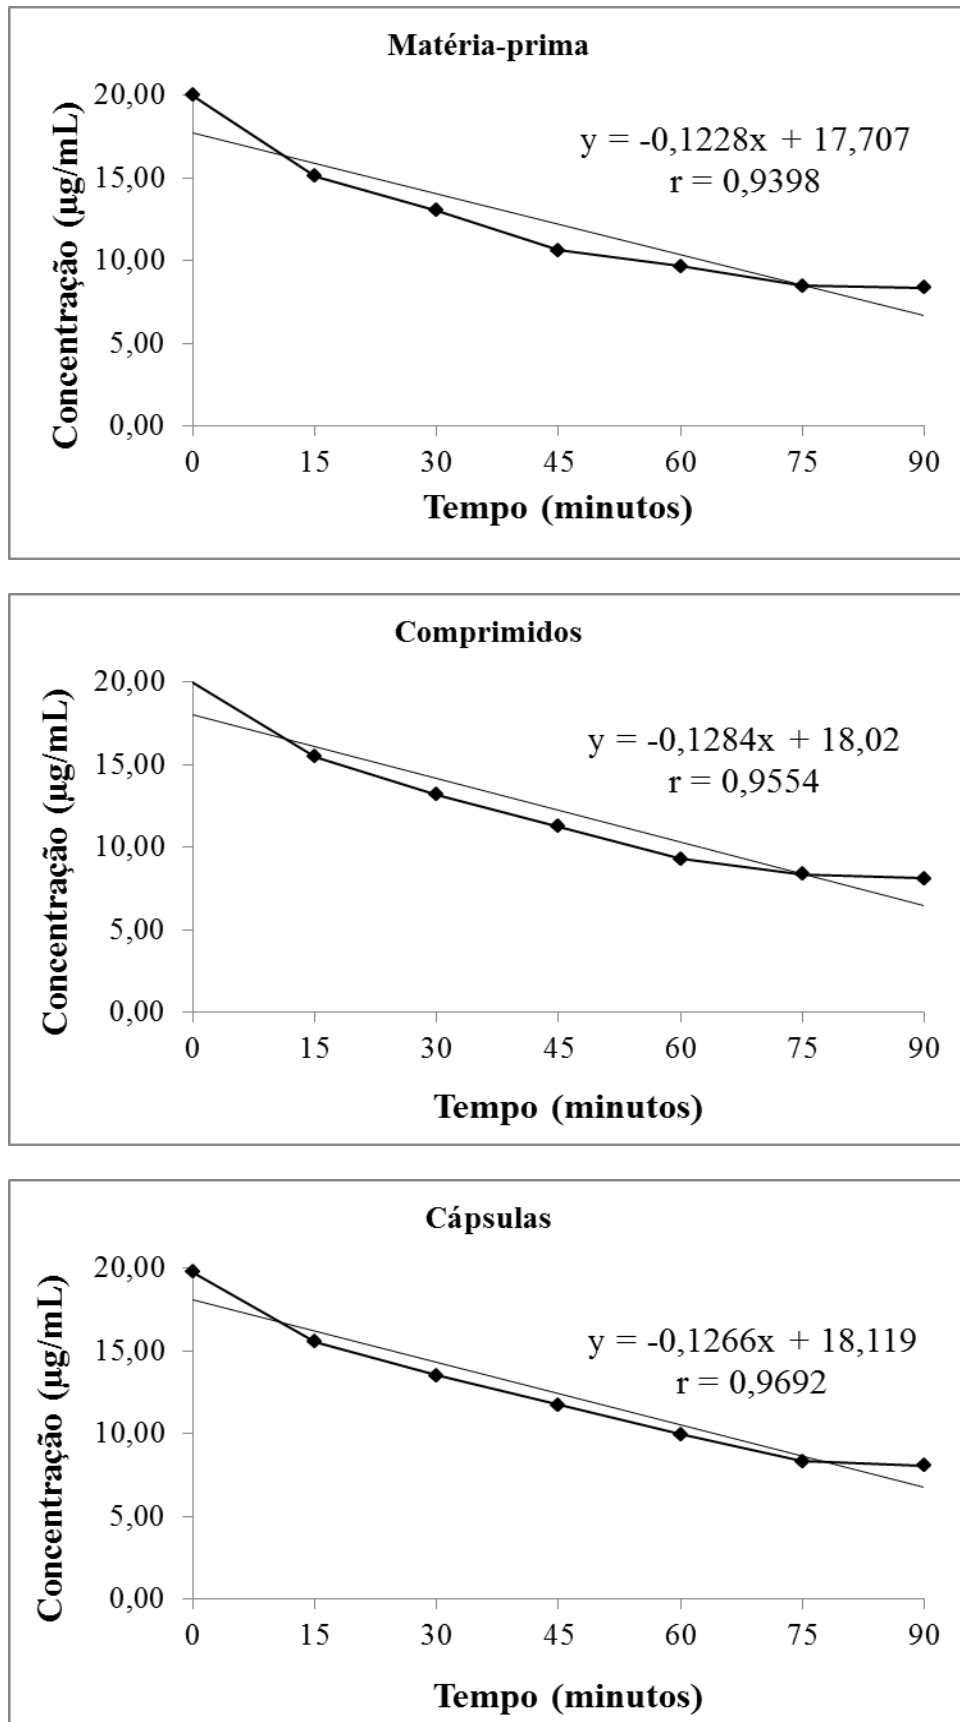 Matéria-prima
20,00
15,00
10,00
5,00
0,00
Concentração (µg/mL)
y = -0,1228x + 17,707
r = 0,9398
0 15 30 45 60 75 90
Tempo (minutos)
Comprimidos
20,00
15,00
10,00
5,00
0,00
Concentração (µg/mL)
y = -0,1284x + 18,02
r = 0,9554
0 15 30 45 60 75 90
Tempo (minutos)
Cápsulas
20,00
15,00
10,00
5,00
0,00
Concentração (µg/mL)
y = -0,1266x + 18,119
r = 0,9692
0 15 30 45 60 75 90
Tempo (minutos)